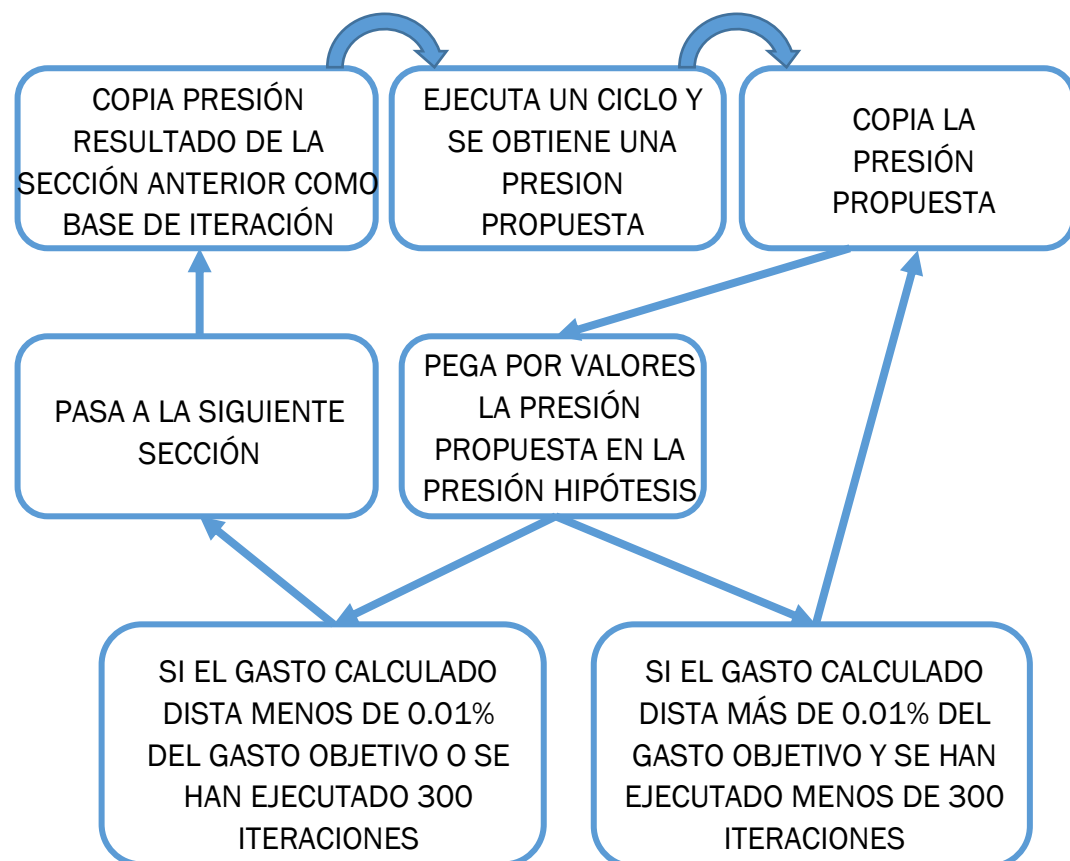 COPIA PRESIÓN
RESULTADO DE LA
SECCIÓN ANTERIOR COMO
BASE DE ITERACIÓN
EJECUTA UN CICLO Y
SE OBTIENE UNA
PRESION
PROPUESTA
COPIA LA
PRESIÓN
PROPUESTA
PASA A LA SIGUIENTE
SECCIÓN
PEGA POR VALORES
LA PRESIÓN
PROPUESTA EN LA
PRESIÓN HIPÓTESIS
SI EL GASTO CALCULADO
DISTA MENOS DE 0.01%
DEL GASTO OBJETIVO O SE
HAN EJECUTADO 300
ITERACIONES
SI EL GASTO CALCULADO
DISTA MÁS DE 0.01% DEL
GASTO OBJETIVO Y SE HAN
EJECUTADO MENOS DE 300
ITERACIONES